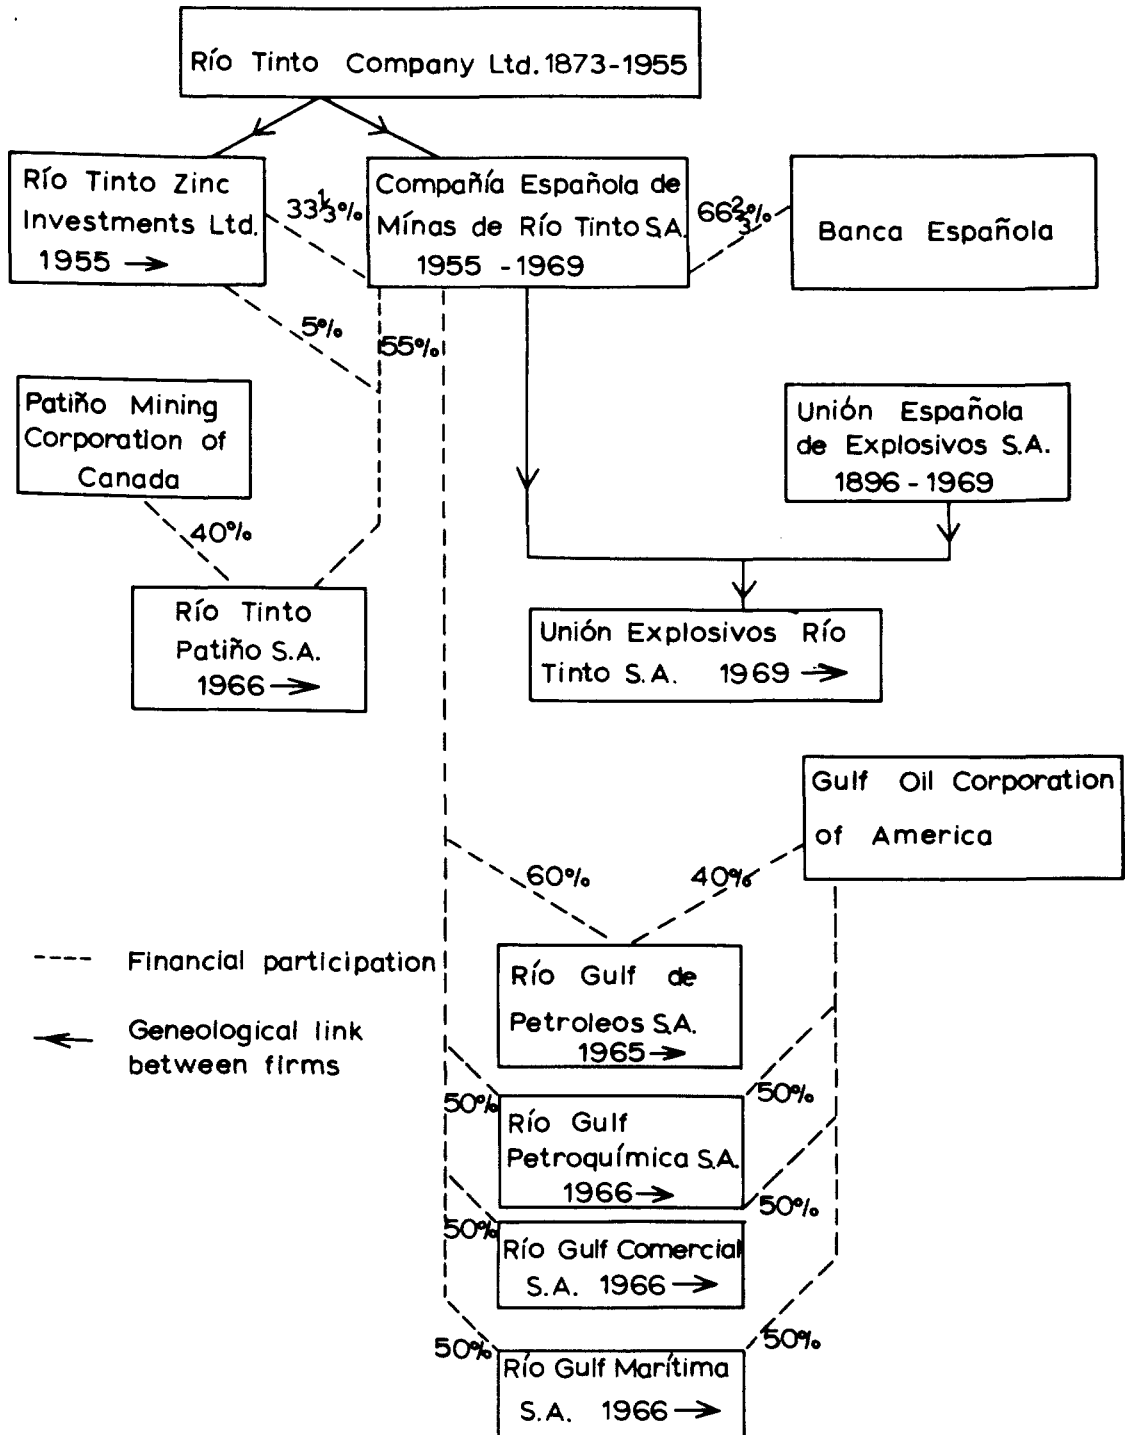 Río Tinto Company Ltd. 1873-1955
Río Tinto Zinc
Investments Ltd.
1955 →
33⅓%
Compañía Española de
Mínas de Río Tinto S.A.
1955 - 1969
66⅔%
Banca Española
5%
55%
Patiño Mining
Corporation of
Canada
Unión Española
de Explosivos S.A.
1896 - 1969
40%
Río Tinto
Patiño S.A.
1966 →
Unión Explosivos Río
Tinto S.A. 1969 →
Gulf Oil Corporation
of America
60%
40%
---- Financial participation
← Geneological link
between firms
Río Gulf de
Petroleos S.A.
1965 →
50%
50%
Río Gulf
Petroquímica S.A.
1966 →
50%
50%
Río Gulf Comercial
S.A. 1966 →
50%
50%
Río Gulf Marítima
S.A. 1966 →